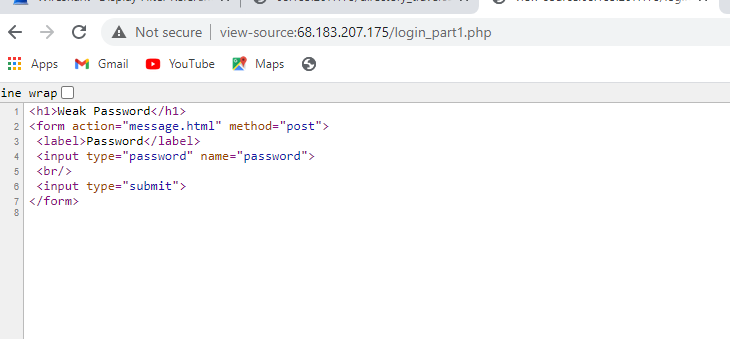 Not secure | view-source:68.183.207.175/login_part1.php
Apps Gmail YouTube Maps
ine wrap
1 <h1>Weak Password</h1>
2 <form action="message.html" method="post">
3 <label>Password</label>
4 <input type="password" name="password">
5 <br/>
6 <input type="submit">
7 </form>
8